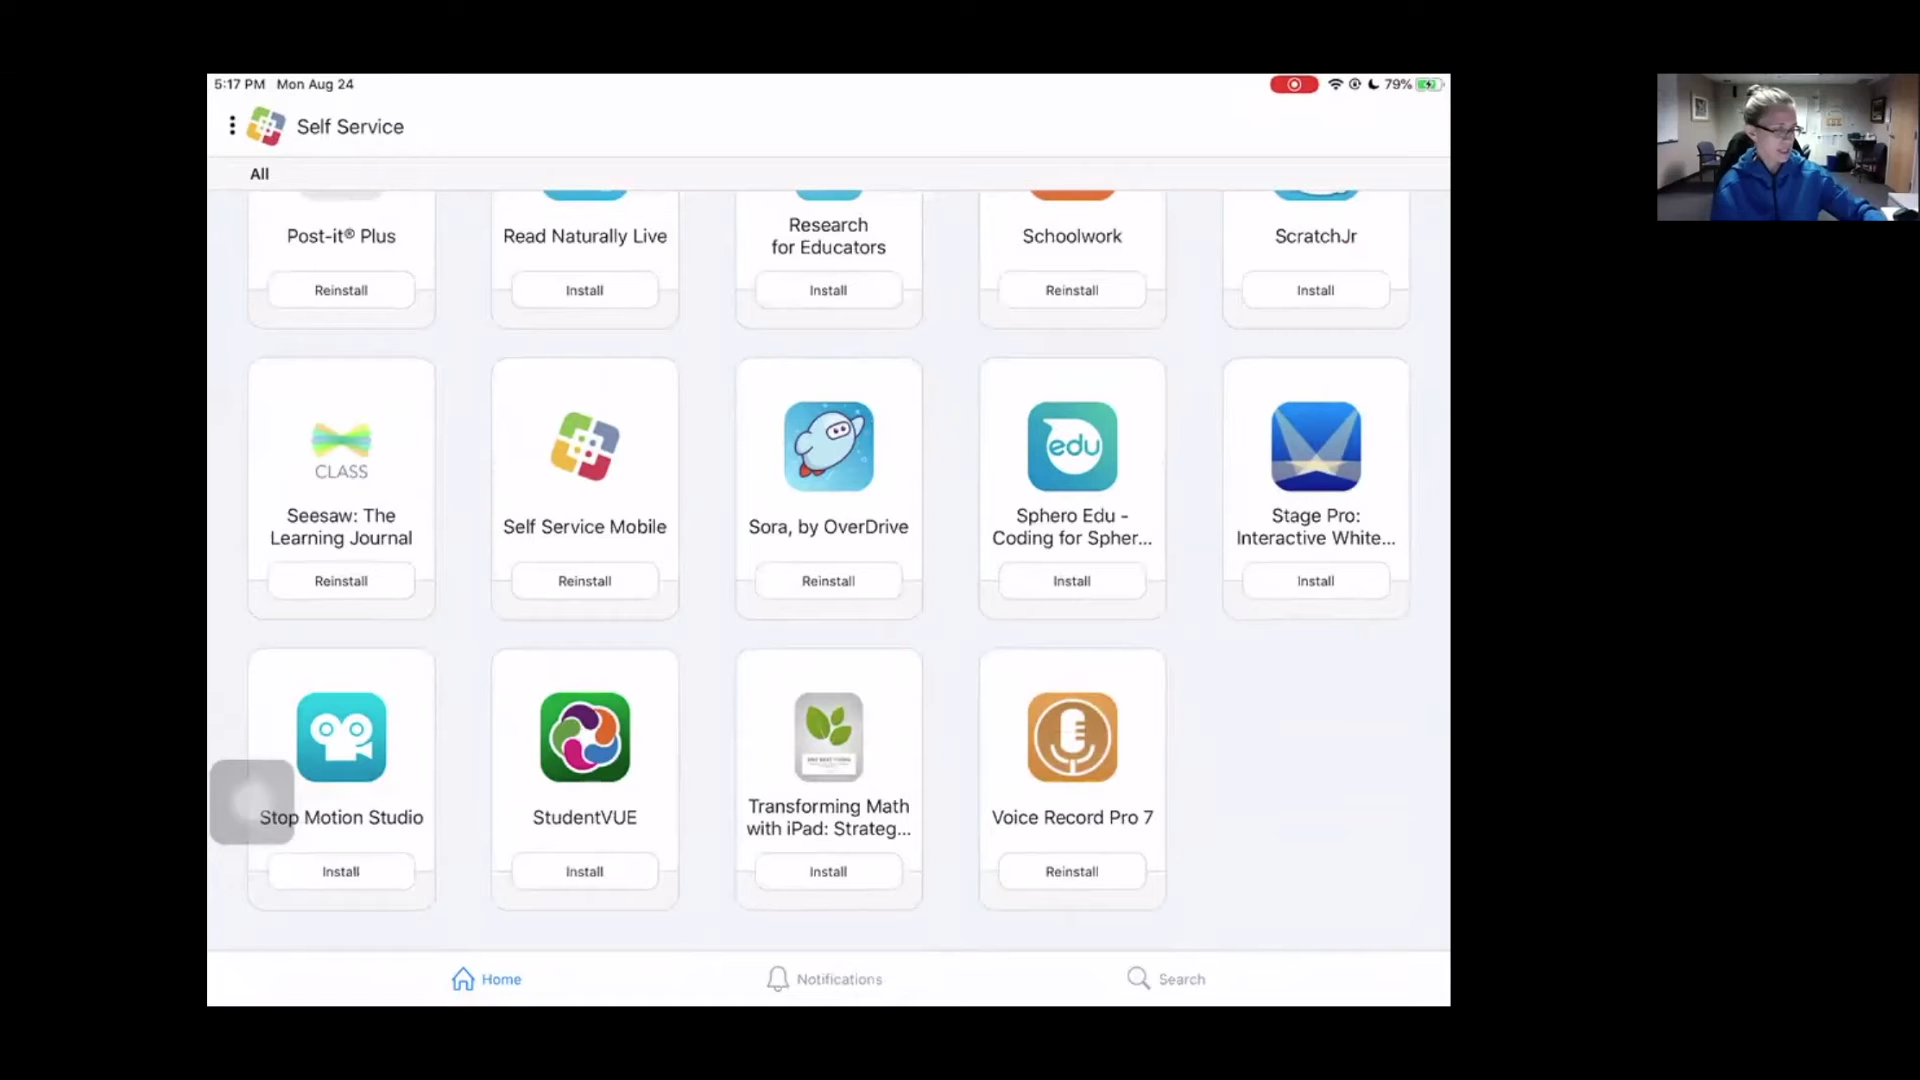 5:17 PM Mon Aug 24
79%
Self Service
All
Post-it® Plus
Reinstall
Read Naturally Live
Install
Research
for Educators
Install
Schoolwork
Reinstall
ScratchJr
Install
CLASS
Seesaw: The
Learning Journal
Reinstall
Self Service Mobile
Reinstall
Sora, by OverDrive
Reinstall
edu
Sphero Edu -
Coding for Spher...
Install
Stage Pro:
Interactive White...
Install
Stop Motion Studio
Install
StudentVUE
Install
Transforming Math
with iPad: Strateg...
Install
Voice Record Pro 7
Reinstall
Home
Notifications
Search